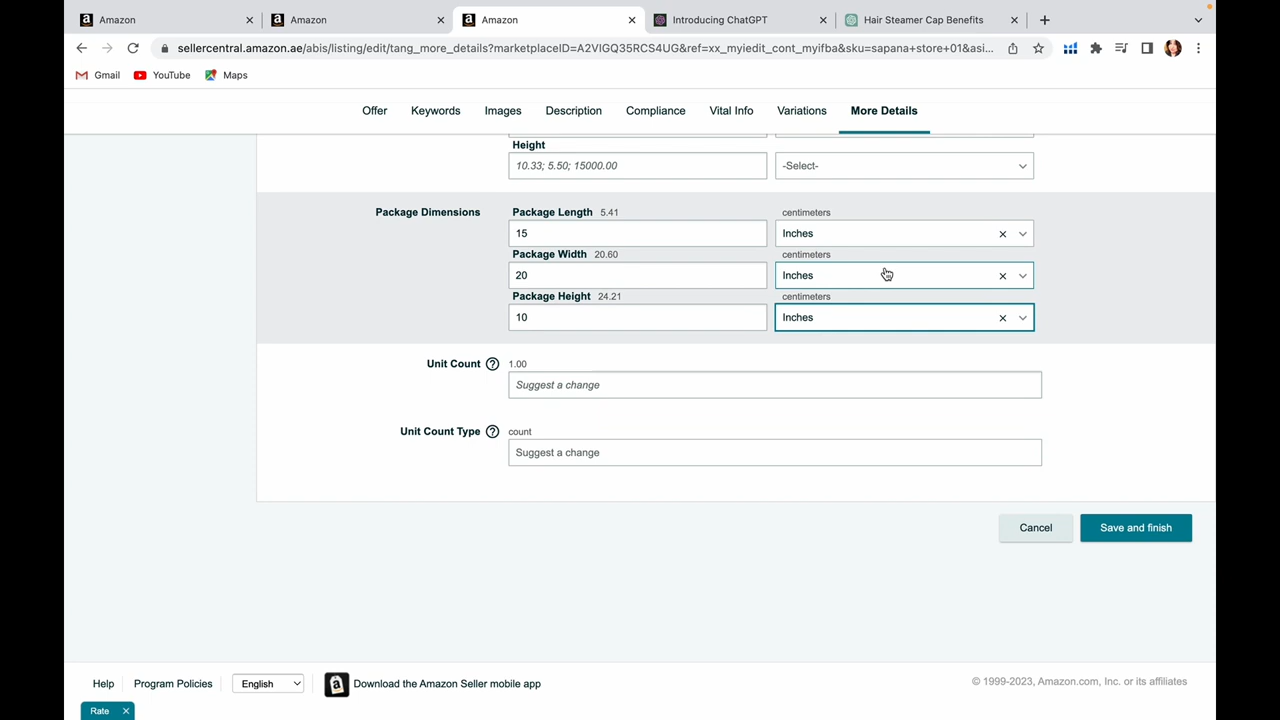 Amazon
Amazon
Amazon
Introducing ChatGPT
Hair Steamer Cap Benefits
sellercentral.amazon.ae/abis/listing/edit/tang_more_details?marketplaceID=A2VIGQ35RCS4UG&ref=xx_myiedit_cont_myifba&sku=sapana+store+01&asi...
Gmail
YouTube
Maps
Offer
Keywords
Images
Description
Compliance
Vital Info
Variations
More Details
Height
10.33; 5.50; 15000.00
-Select-
Package Dimensions
Package Length 5.41
centimeters
15
Inches
Package Width 20.60
centimeters
20
Inches
Package Height 24.21
centimeters
10
Inches
Unit Count
1.00
Suggest a change
Unit Count Type
count
Suggest a change
Cancel
Save and finish
Help
Program Policies
English
Download the Amazon Seller mobile app
© 1999-2023, Amazon.com, Inc. or its affiliates
Rate